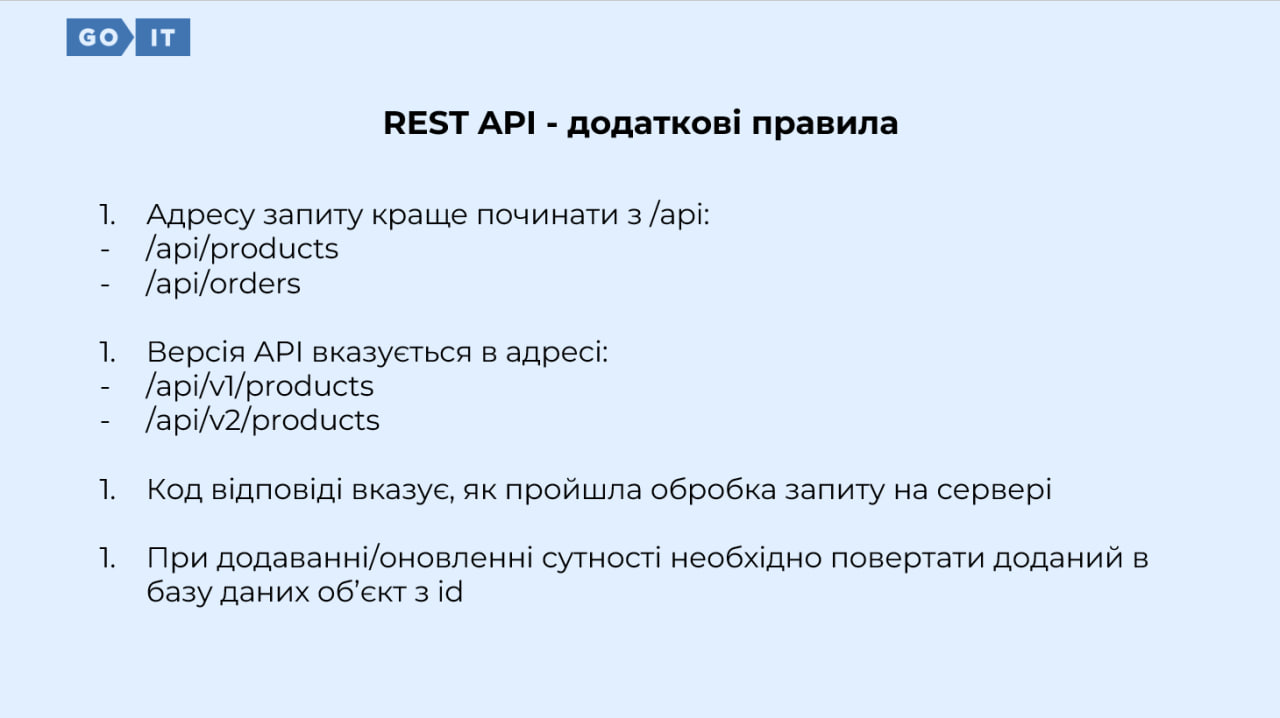 GO IT
REST API - додаткові правила
1. Адресу запиту краще починати з /api:
- /api/products
- /api/orders
1. Версія API вказується в адресі:
- /api/v1/products
- /api/v2/products
1. Код відповіді вказує, як пройшла обробка запиту на сервері
1. При додаванні/оновленні сутності необхідно повертати доданий в
базу даних об’єкт з id